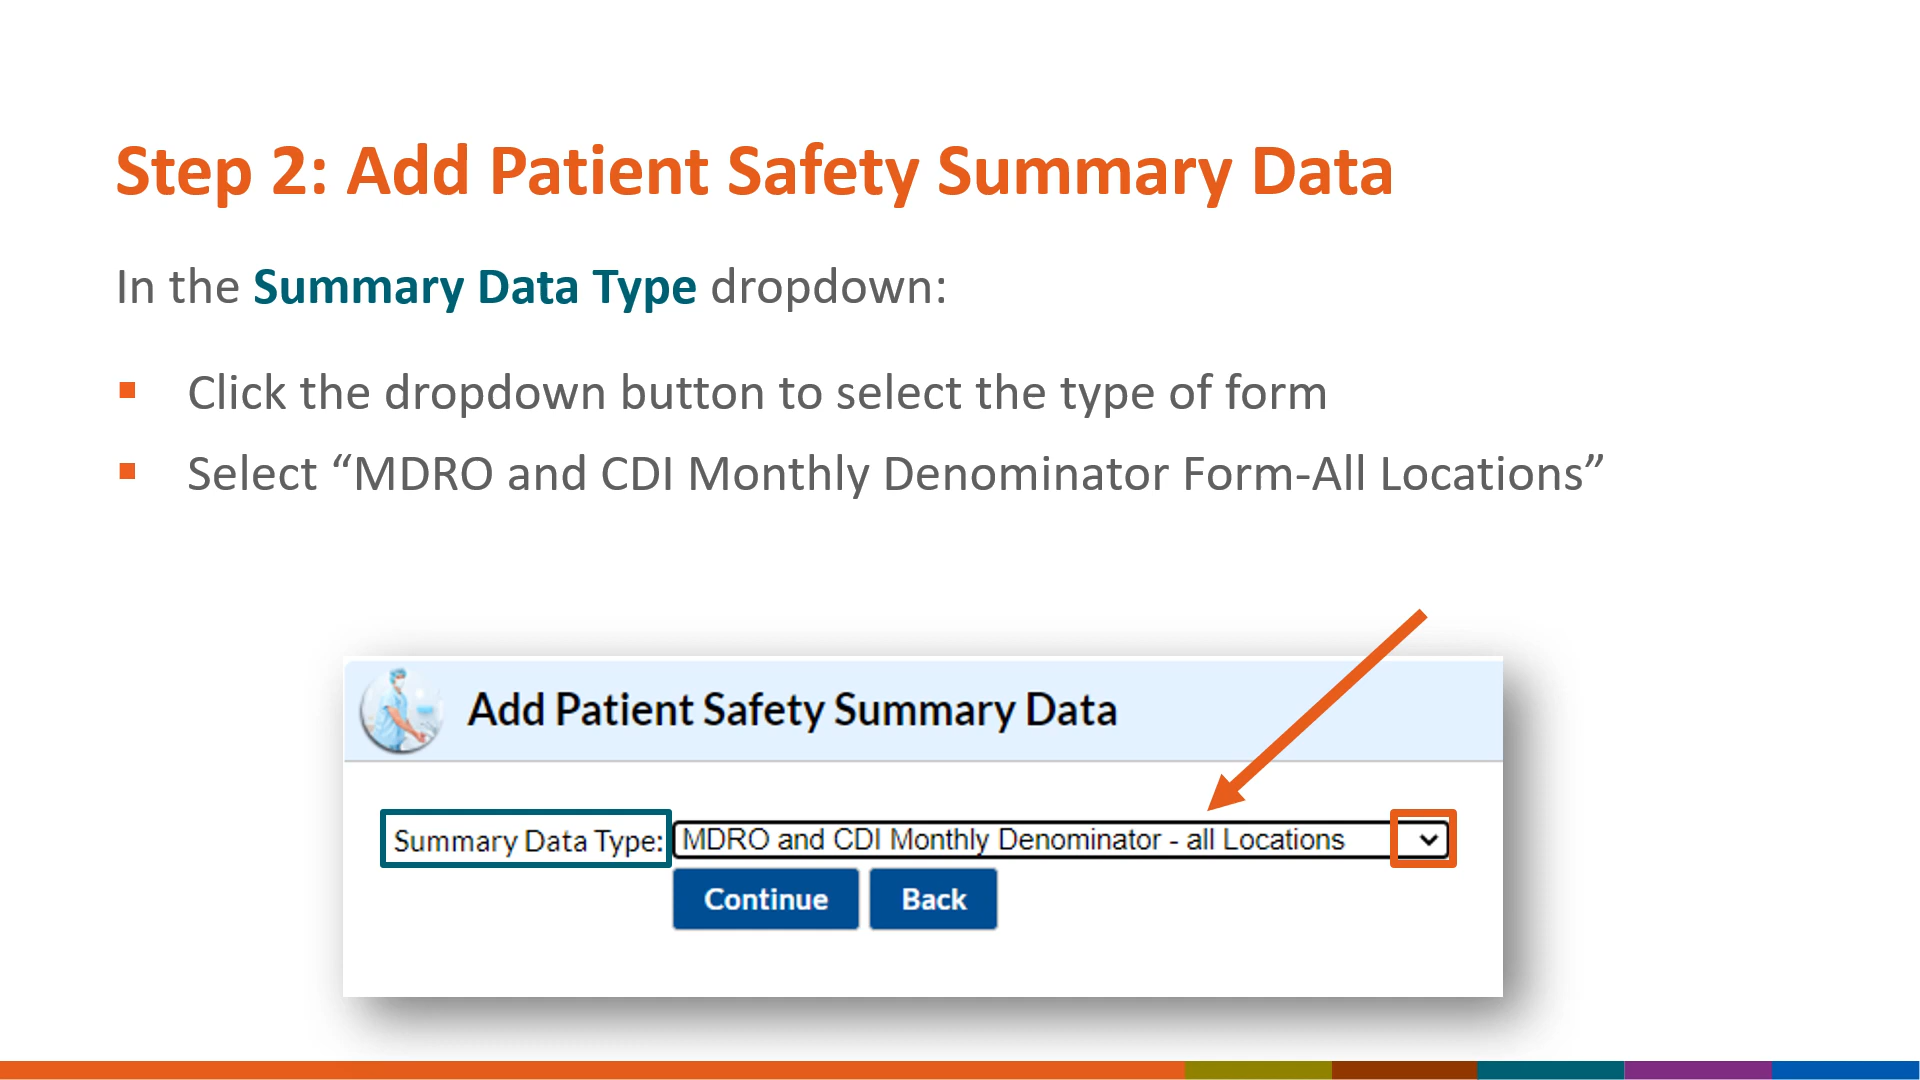 Step 2: Add Patient Safety Summary Data
In the Summary Data Type dropdown:
▪ Click the dropdown button to select the type of form
▪ Select “MDRO and CDI Monthly Denominator Form-All Locations”
Add Patient Safety Summary Data
Summary Data Type: MDRO and CDI Monthly Denominator - all Locations
Continue Back